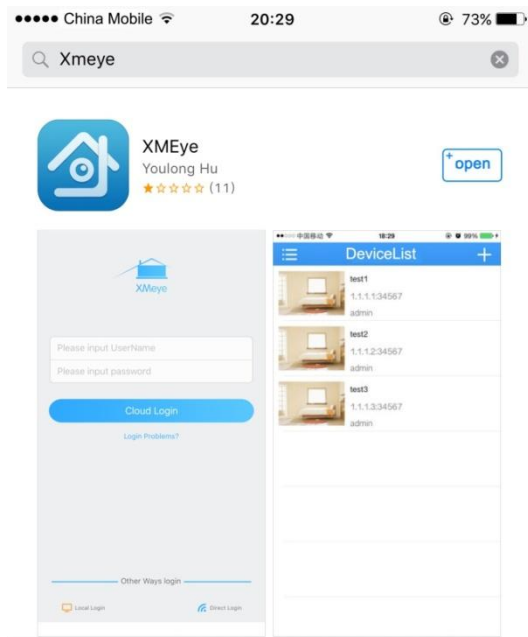 China Mobile 20:29 73%
Xmeye
XMEye
Youlong Hu
(11)
+open
XMeye
Please input UserName
Please input password
Cloud Login
Login Problems?
Other Ways login
Local Login Direct Login
中国移动 18:29 99%
DeviceList +
test1
1.1.1.1:34567
admin
test2
1.1.1.2:34567
admin
test3
1.1.1.3:34567
admin